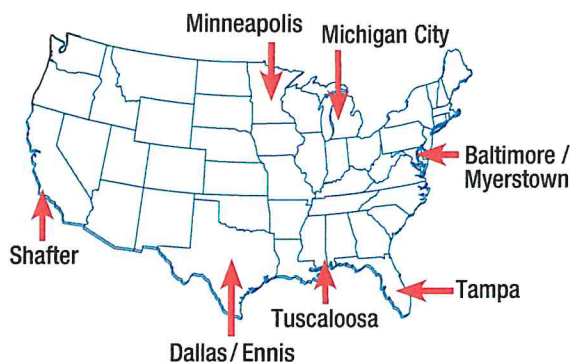 Minneapolis
Michigan City
Baltimore /
Myerstown
Shafter
Tampa
Tuscaloosa
Dallas / Ennis